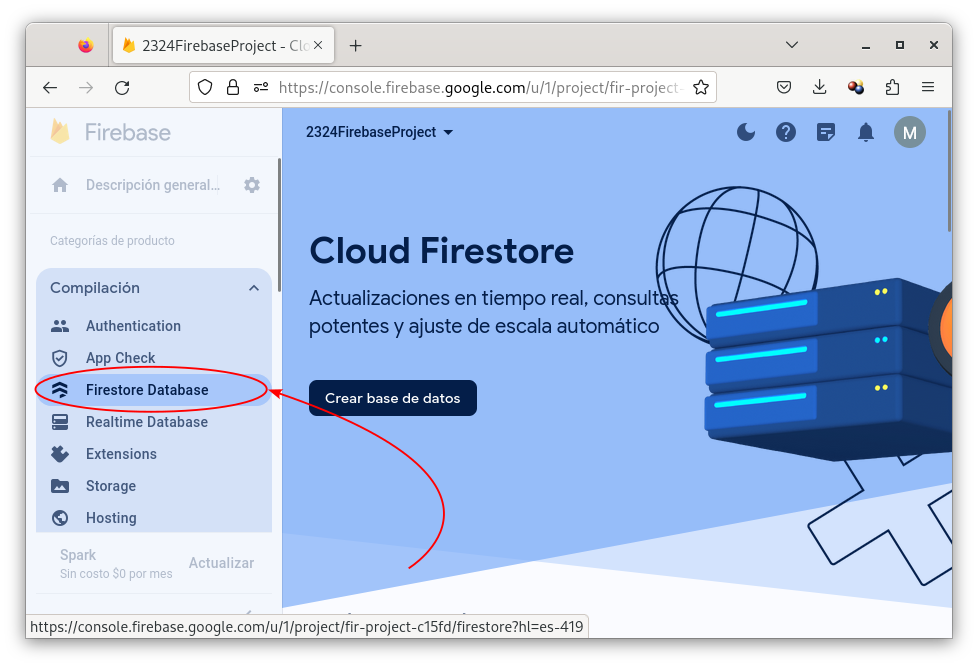 2324FirebaseProject - Clo
https://console.firebase.google.com/u/1/project/fir-project-
Firebase
2324FirebaseProject
M
Descripción general...
Categorías de producto
Compilación
Authentication
App Check
Firestore Database
Realtime Database
Extensions
Storage
Hosting
Spark
Sin costo $0 por mes
Actualizar
Cloud Firestore
Actualizaciones en tiempo real, consultas
potentes y ajuste de escala automático
Crear base de datos
https://console.firebase.google.com/u/1/project/fir-project-c15fd/firestore?hl=es-419